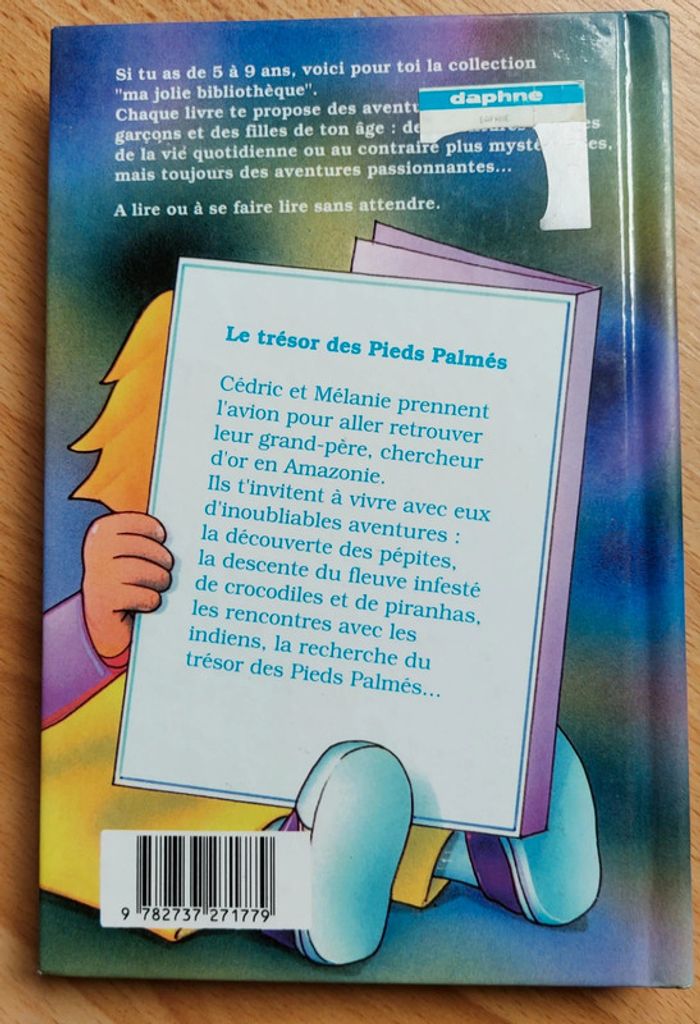 Si tu as de 5 à 9 ans, voici pour toi la collection
"ma jolie bibliothèque".
Chaque livre te propose des
daphne
garçons et des filles de ton âge :
de la vie quotidienne ou au contraire plus
mais toujours des aventures passionnantes...
A lire ou à se faire lire sans attendre.
Le trésor des Pieds Palmés
Cédric et Mélanie prennent
l'avion pour aller retrouver
leur grand-père, chercheur
d'or en Amazonie.
Ils t'invitent à vivre avec eux
d'inoubliables aventures :
la découverte des pépites,
la descente du fleuve infesté
de crocodiles et de piranhas,
les rencontres avec les
indiens, la recherche du
trésor des Pieds Palmés...
9 782737 271779